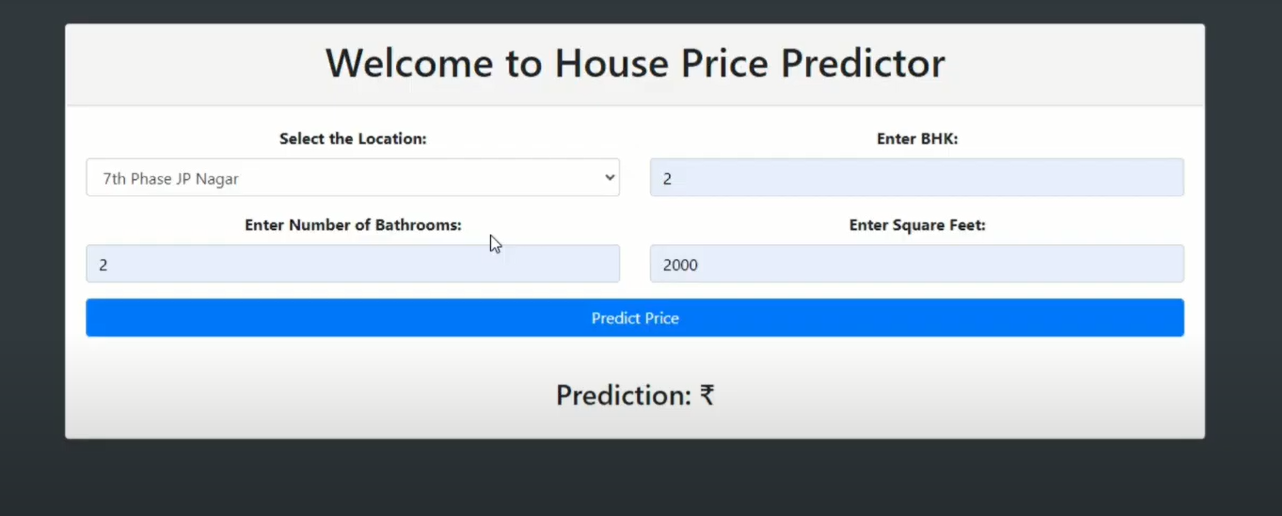 Welcome to House Price Predictor
Select the Location:
Enter BHK:
7th Phase JP Nagar
2
Enter Number of Bathrooms:
Enter Square Feet:
2
2000
Predict Price
Prediction: ₹